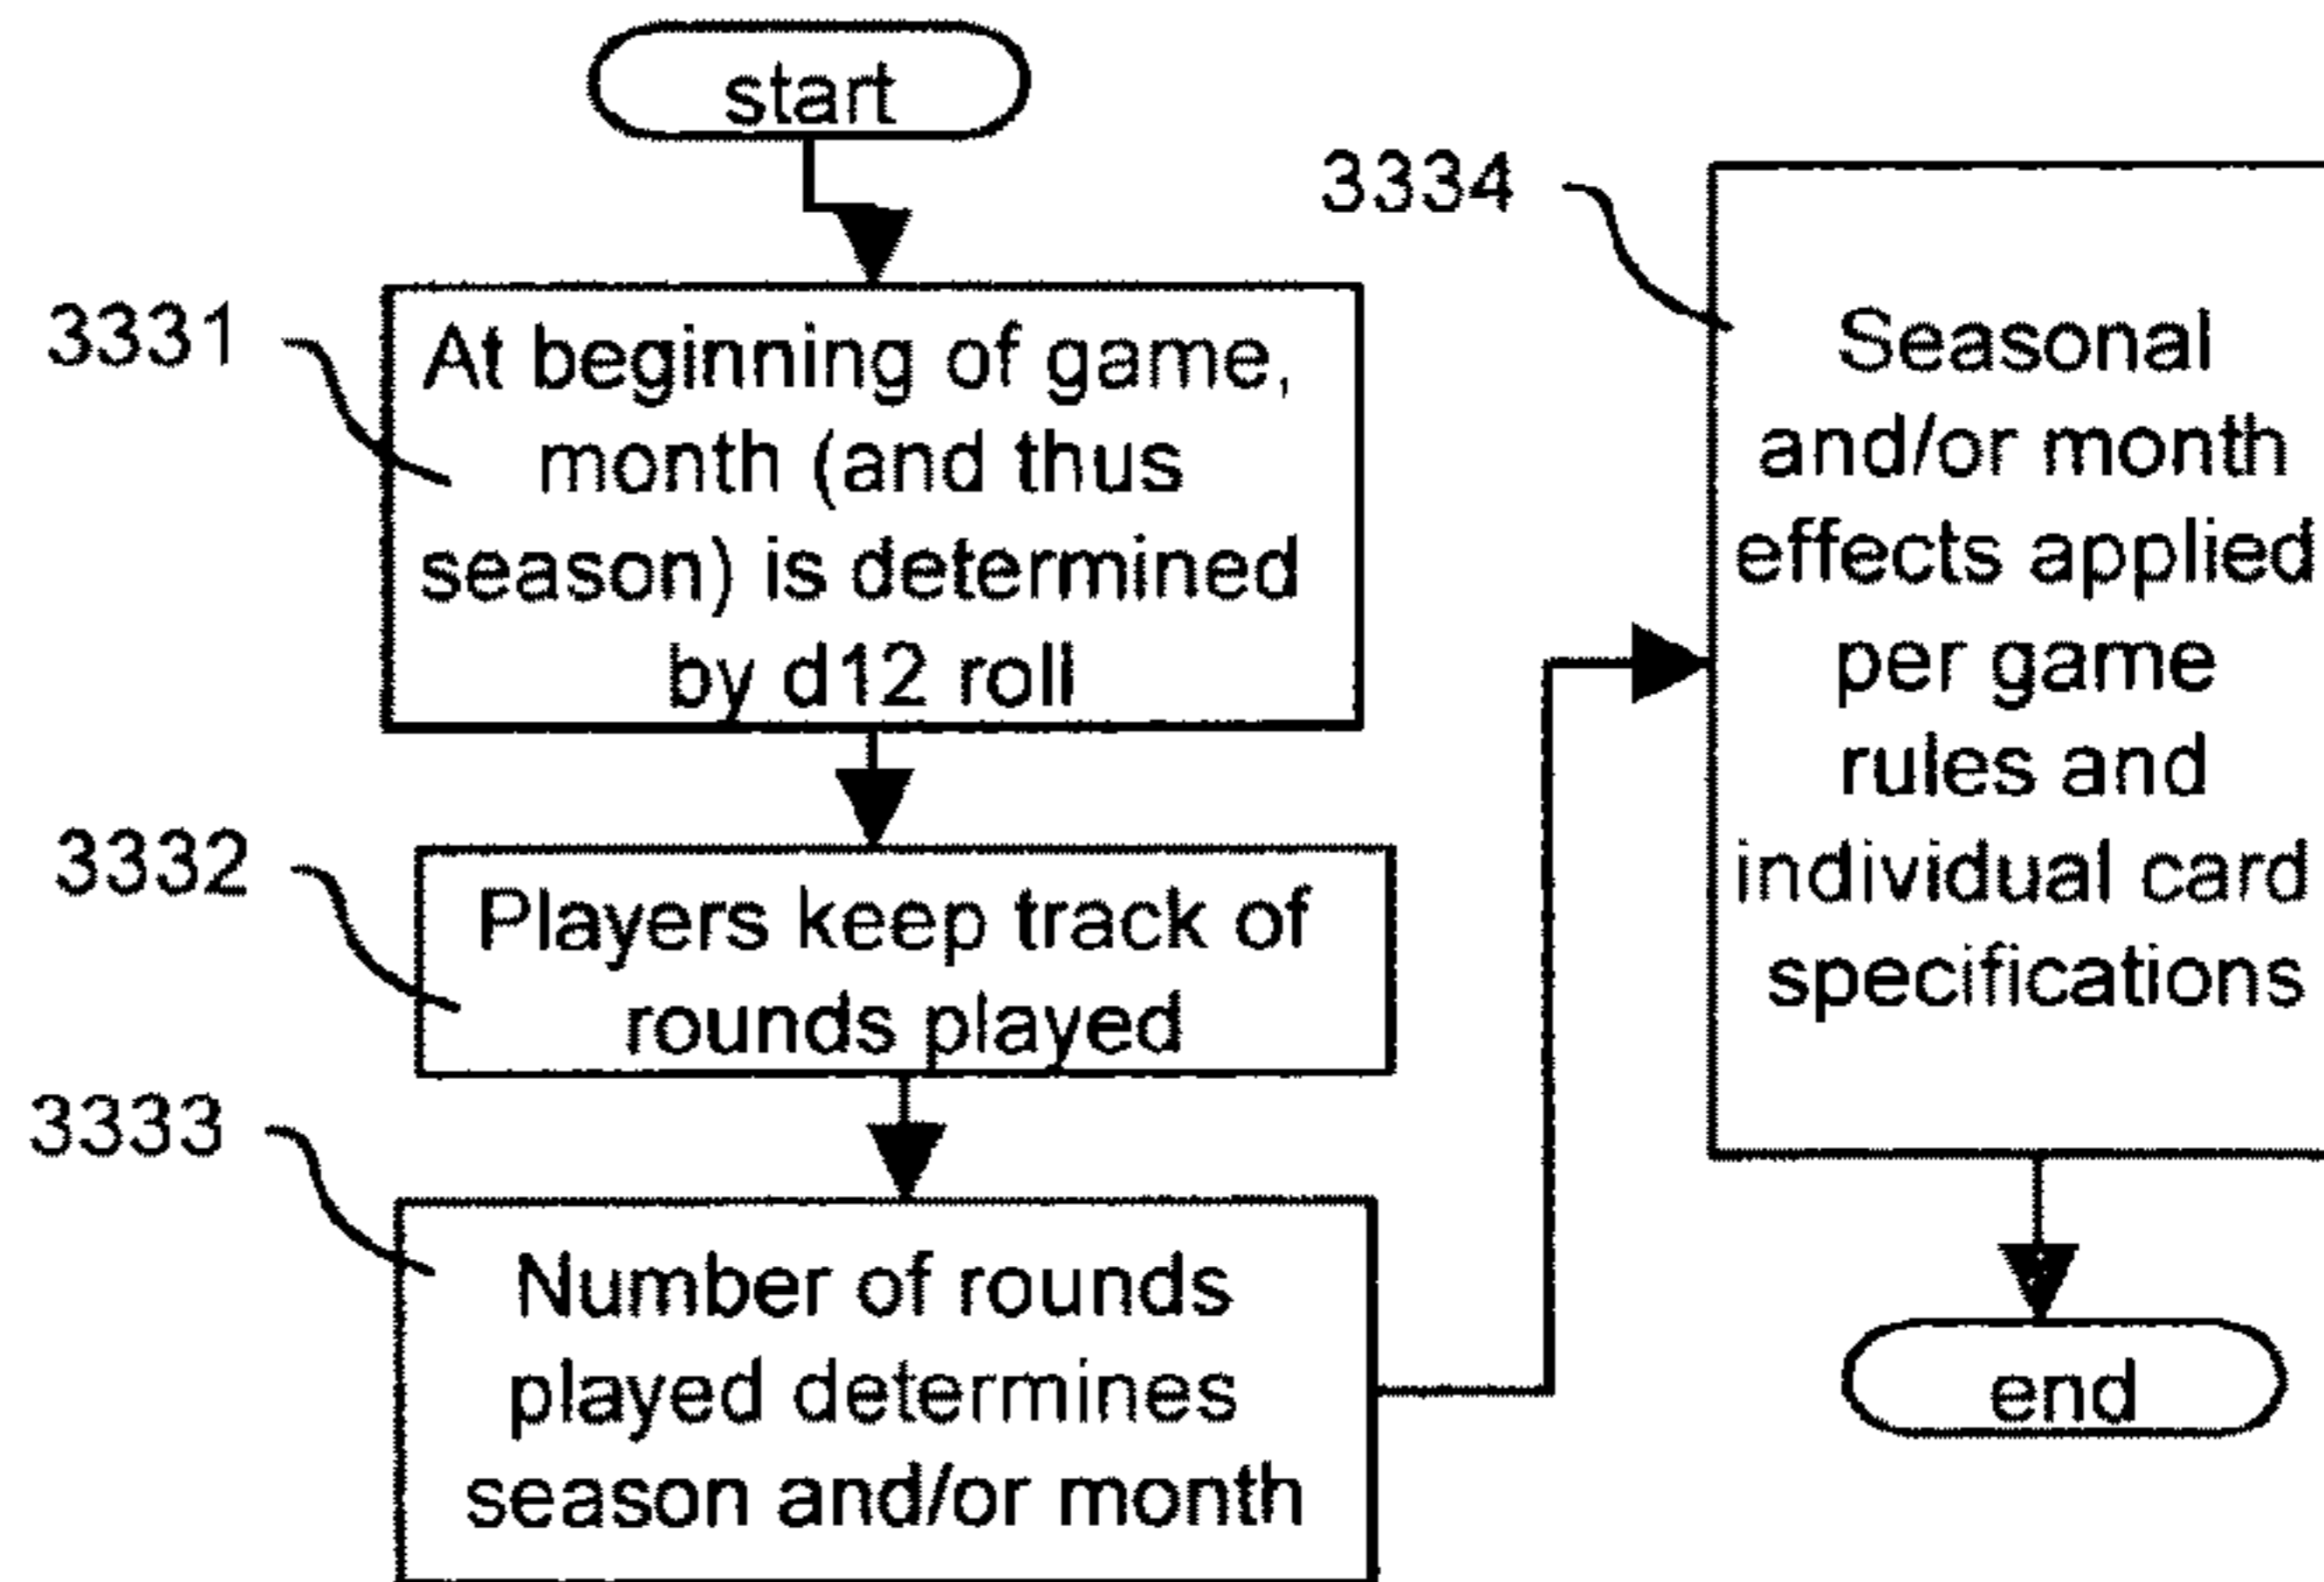 start
3331
At beginning of game,
month (and thus
season) is determined
by d12 roll
3332
Players keep track of
rounds played
3333
Number of rounds
played determines
season and/or month
3334
Seasonal
and/or month
effects applied
per game
rules and
individual card
specifications
end